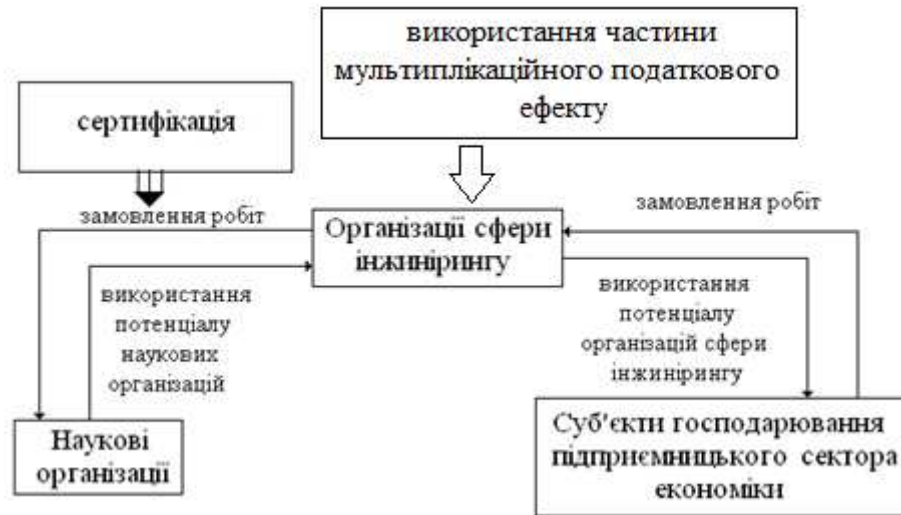 використання частини
мультиплікаційного податкового
ефекту
сертифікація
замовлення робіт
замовлення робіт
Організації сфери
інжинірингу
використання
потенціалу
наукових
організацій
використання
потенціалу
організацій сфери
інжинірингу
Наукові
організації
Суб'єкти господарювання
підприємницького сектора
економіки